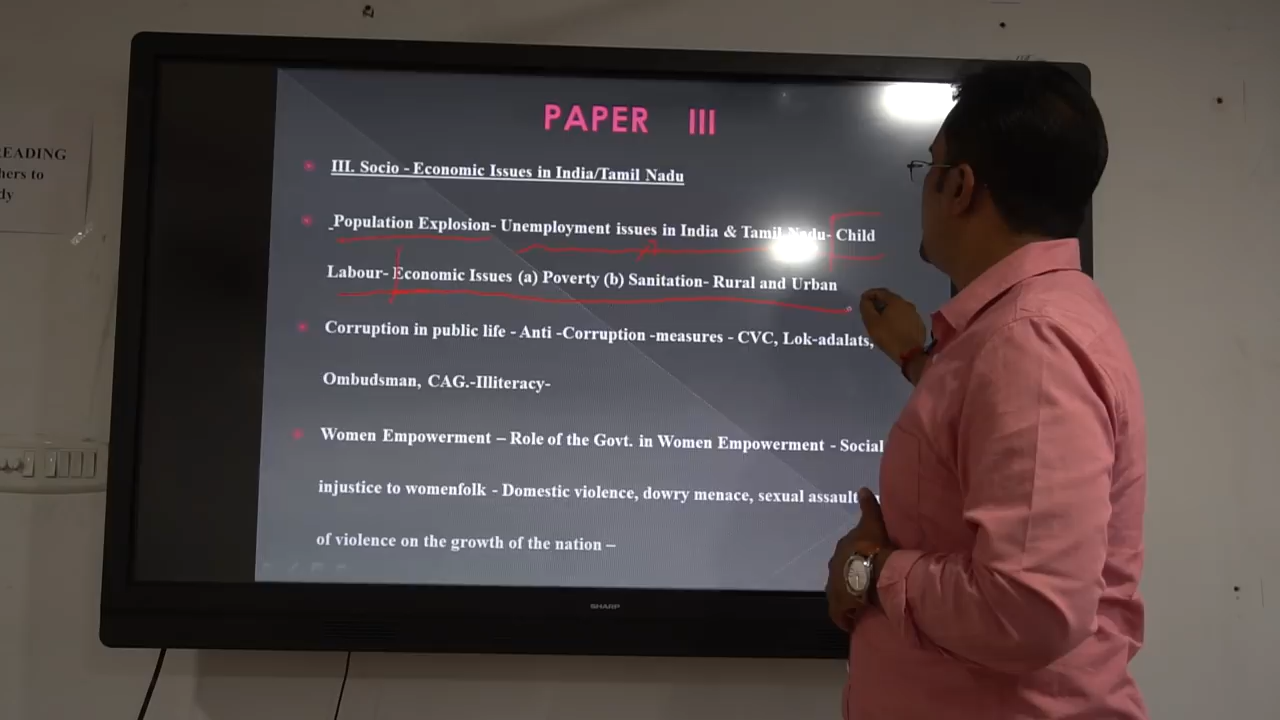 EADING
hers to
dy
PAPER III
III. Socio - Economic Issues in India/Tamil Nadu
_Population Explosion- Unemployment issues in India & Tamil Nadu- Child
Labour- Economic Issues (a) Poverty (b) Sanitation- Rural and Urban
Corruption in public life - Anti -Corruption -measures - CVC, Lok-adalats,
Ombudsman, CAG.-Illiteracy-
Women Empowerment – Role of the Govt. in Women Empowerment - Social
injustice to womenfolk - Domestic violence, dowry menace, sexual assault
of violence on the growth of the nation –
SHARP